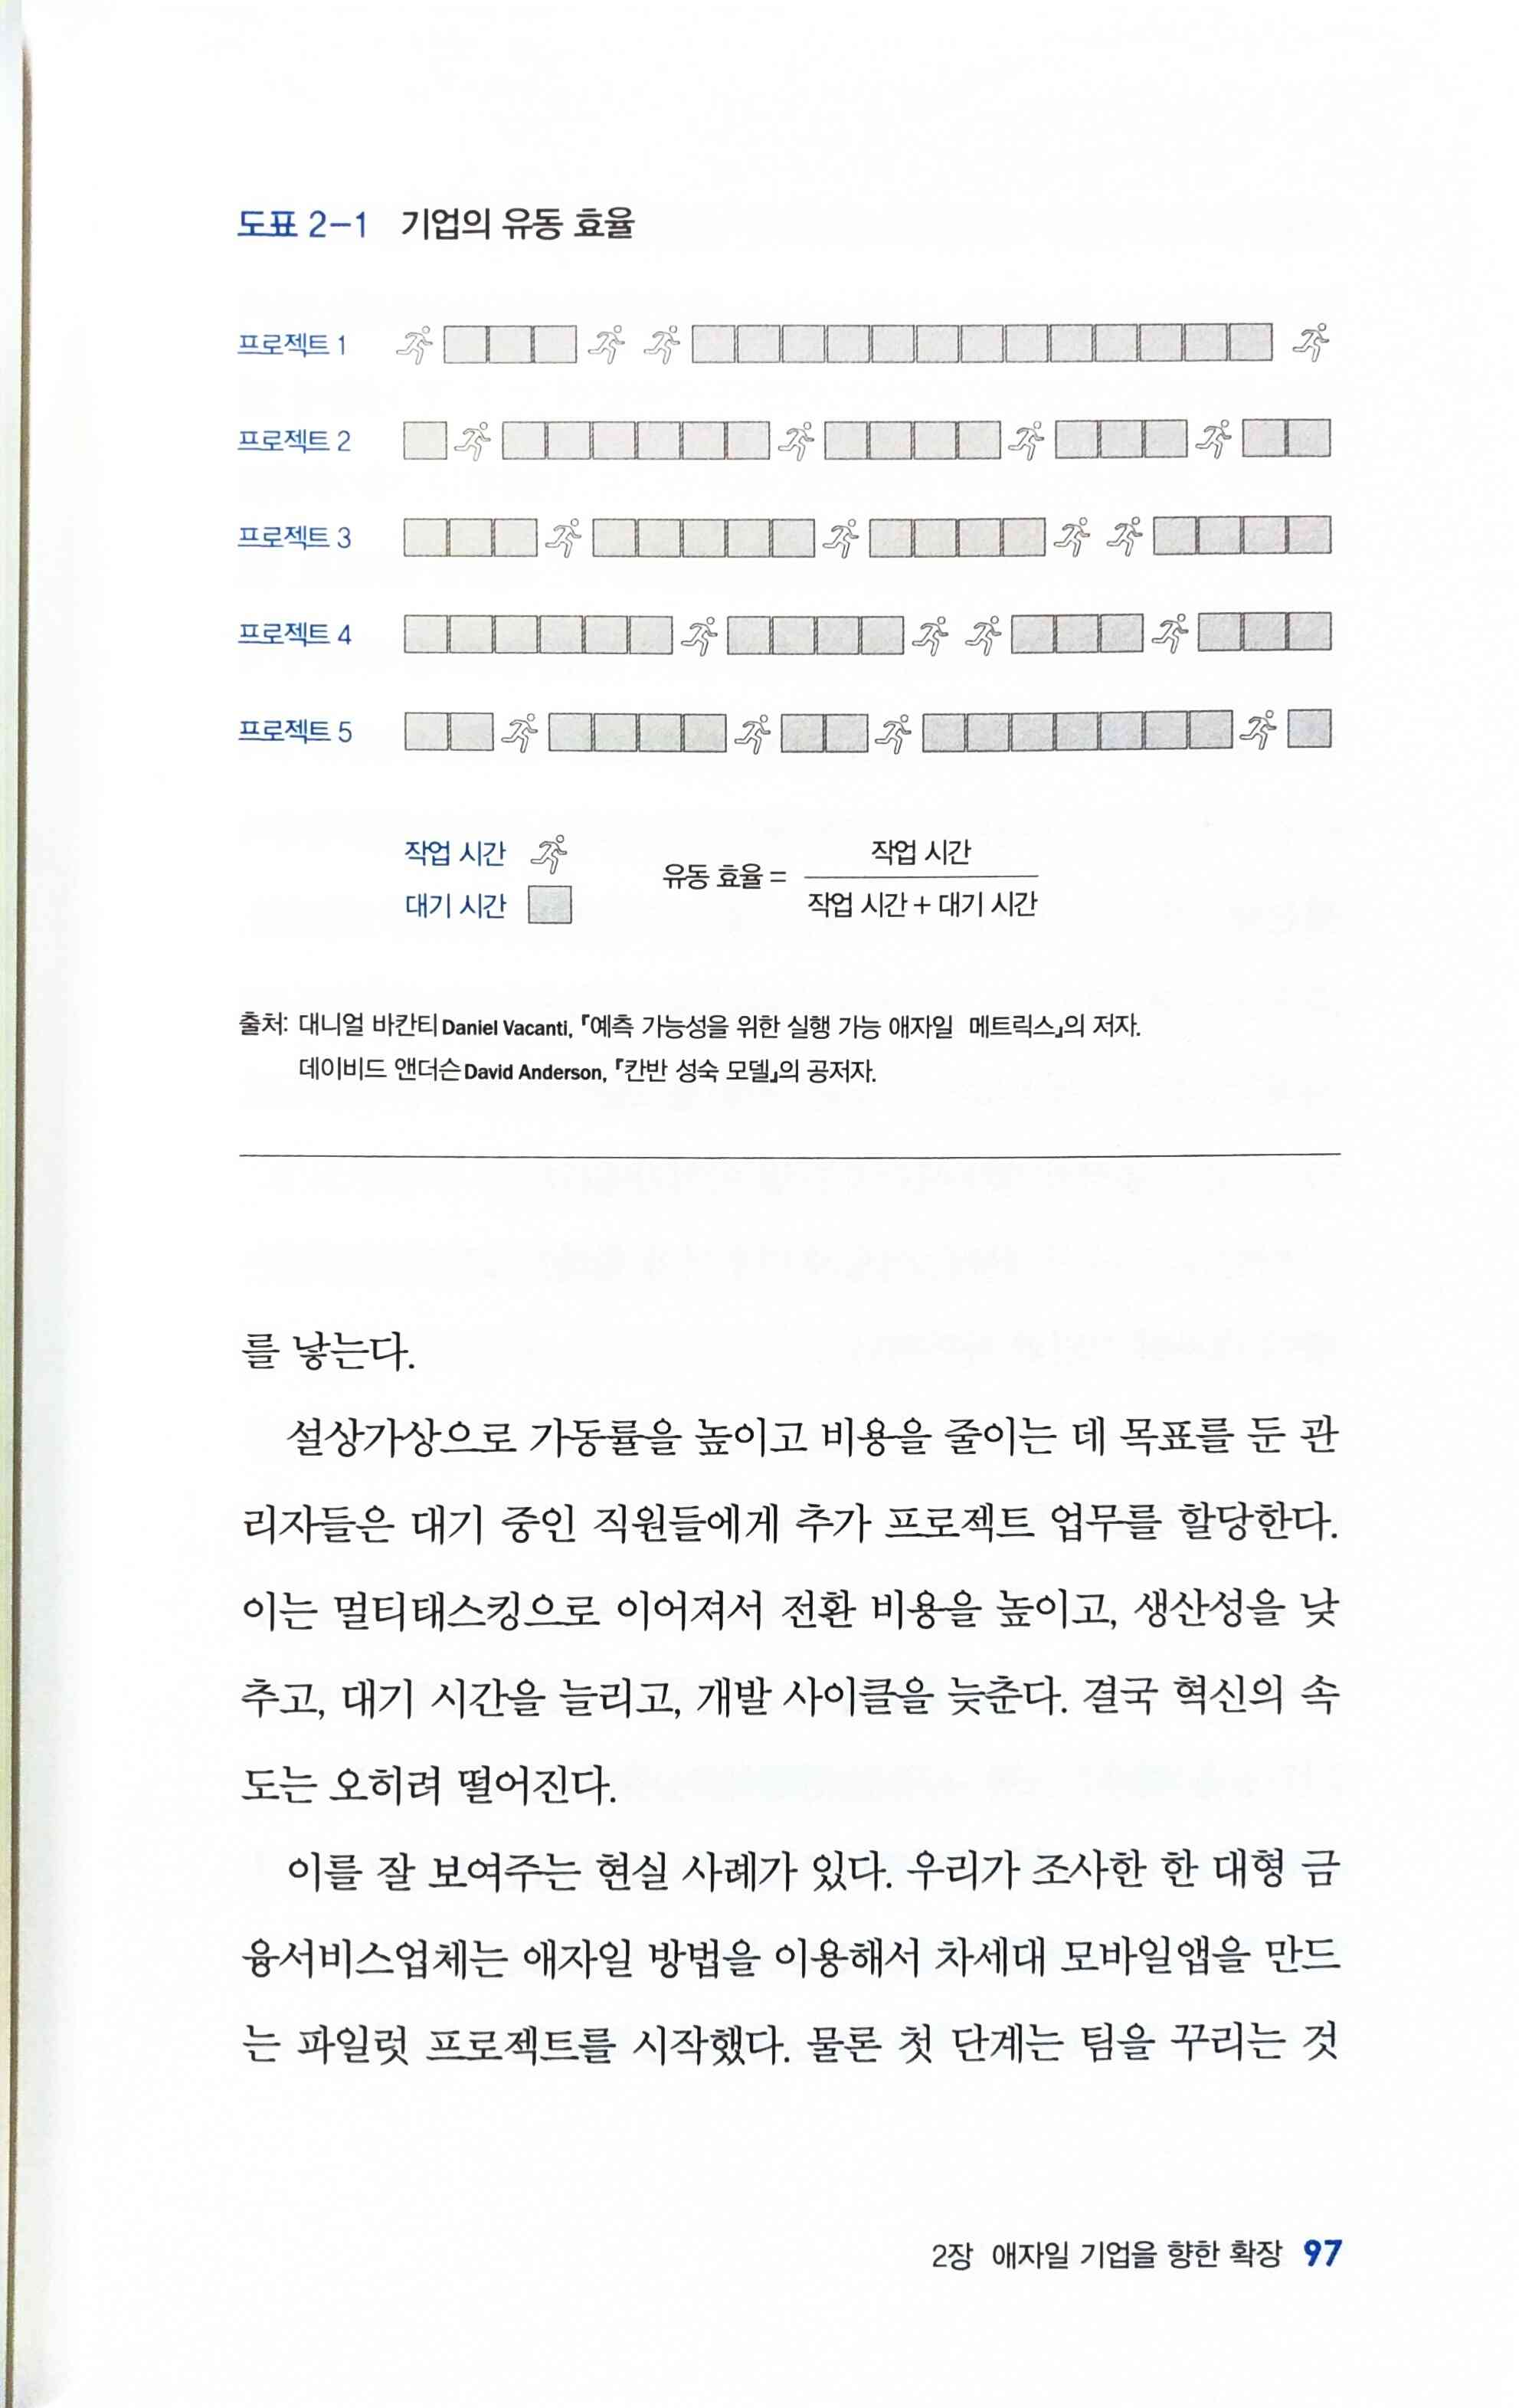 도표 2-1 기업의 유동 효율
프로젝트 1
프로젝트 2
프로젝트 3
프로젝트 4
프로젝트 5
작업 시간
대기 시간
유동 효율 =
작업 시간
작업 시간 + 대기 시간
출처: 대니얼 바칸티Daniel Vacanti, 『예측 가능성을 위한 실행 가능 애자일 메트릭스』의 저자.
데이비드 앤더슨David Anderson, 『칸반 성숙 모델』의 공저자.
를 낳는다.
설상가상으로 가동률을 높이고 비용을 줄이는 데 목표를 둔 관
리자들은 대기 중인 직원들에게 추가 프로젝트 업무를 할당한다.
이는 멀티태스킹으로 이어져서 전환 비용을 높이고, 생산성을 낮
추고, 대기 시간을 늘리고, 개발 사이클을 늦춘다. 결국 혁신의 속
도는 오히려 떨어진다.
이를 잘 보여주는 현실 사례가 있다. 우리가 조사한 한 대형 금
융서비스업체는 애자일 방법을 이용해서 차세대 모바일앱을 만드
는 파일럿 프로젝트를 시작했다. 물론 첫 단계는 팀을 꾸리는 것
2장 애자일 기업을 향한 확장 97